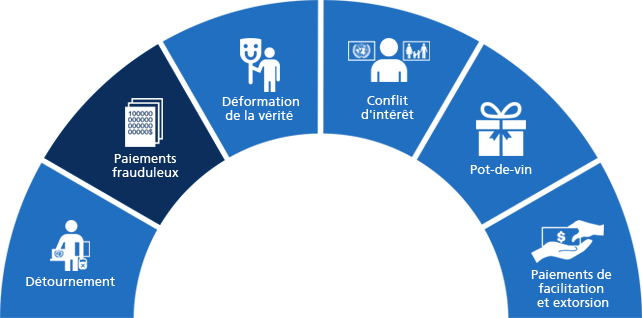 Détournement
100000
000000
000000
000000
00000$
Paiements
frauduleux
Déformation
de la vérité
Conflit
d'intérêt
Pot-de-vin
$
Paiements de
facilitation
et extorsion